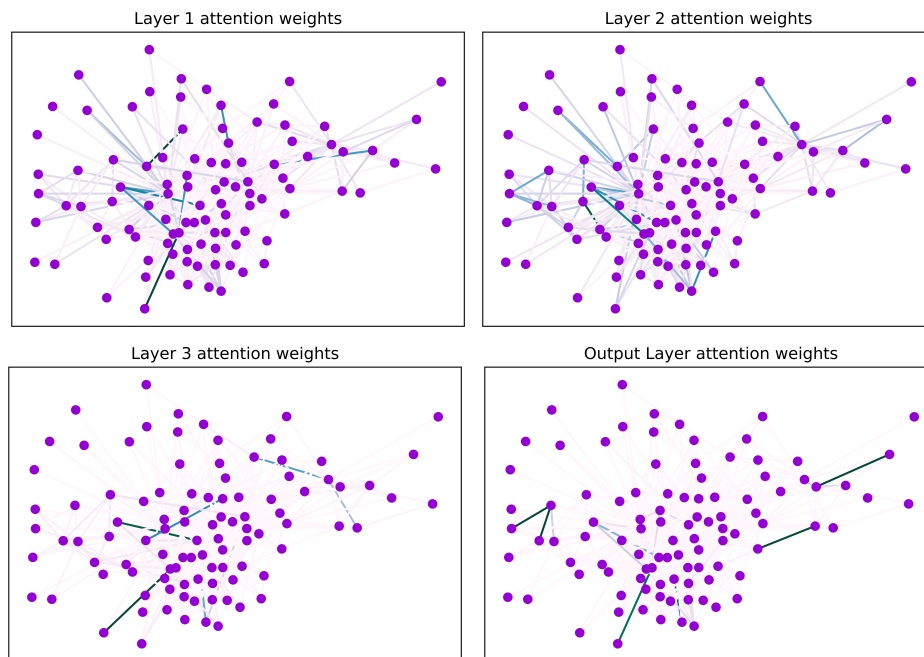 Layer 1 attention weights
Layer 2 attention weights
Layer 3 attention weights
Output Layer attention weights